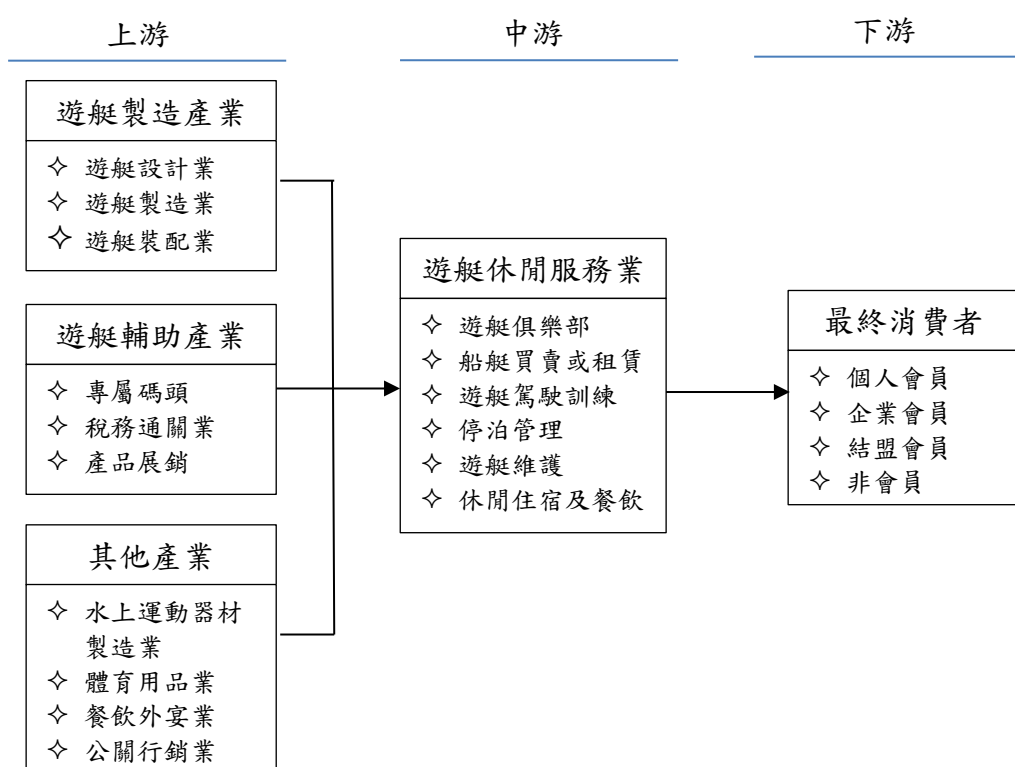 上游
中游
下游
遊艇製造產業
✧ 遊艇設計業
✧ 遊艇製造業
✧ 遊艇裝配業
遊艇輔助產業
✧ 專屬碼頭
✧ 稅務通關業
✧ 產品展銷
其他產業
✧ 水上運動器材
製造業
✧ 體育用品業
✧ 餐飲外宴業
✧ 公關行銷業
遊艇休閒服務業
✧ 遊艇俱樂部
✧ 船艇買賣或租賃
✧ 遊艇駕駛訓練
✧ 停泊管理
✧ 遊艇維護
✧ 休閒住宿及餐飲
最終消費者
✧ 個人會員
✧ 企業會員
✧ 結盟會員
✧ 非會員